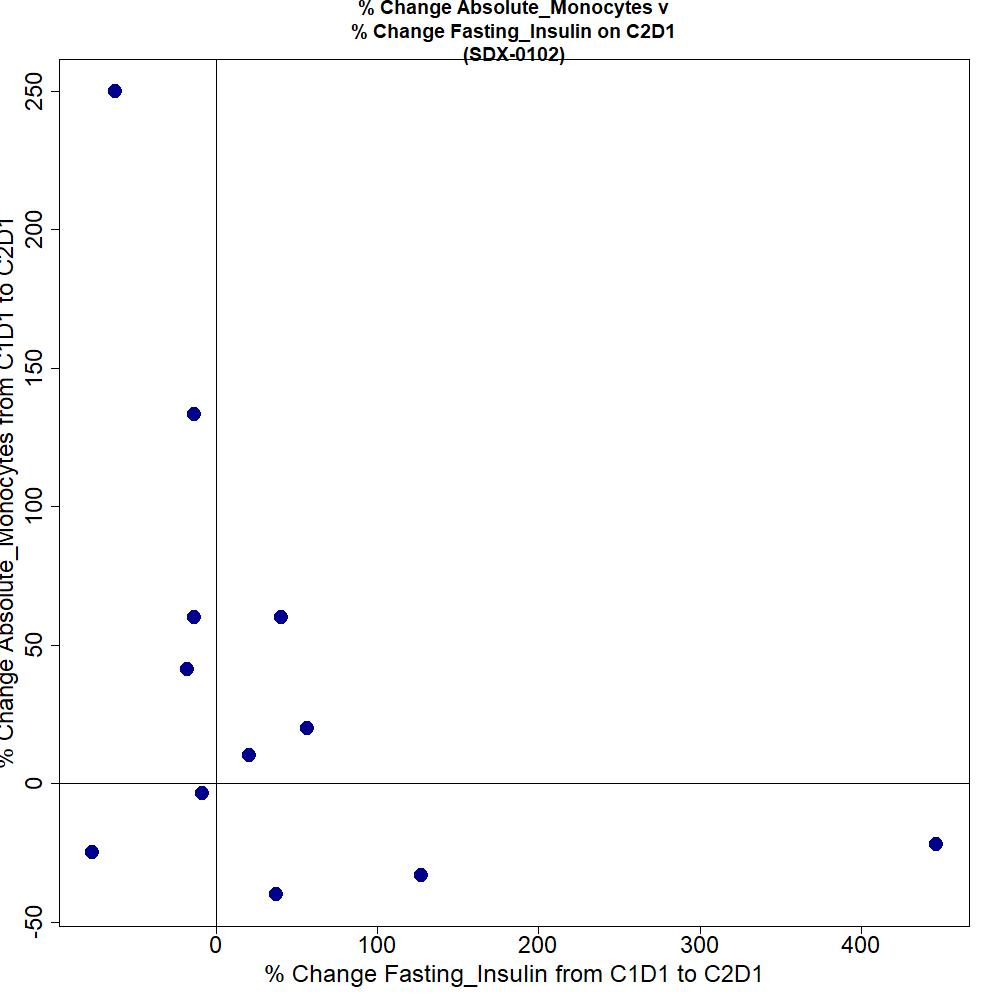 % Change Absolute_Monocytes v
% Change Fasting_Insulin on C2D1
(SDX-0102)
% Change Absolute_Monocytes from C1D1 to C2D1
250
200
150
100
50
0
-50
0 100 200 300 400
% Change Fasting_Insulin from C1D1 to C2D1